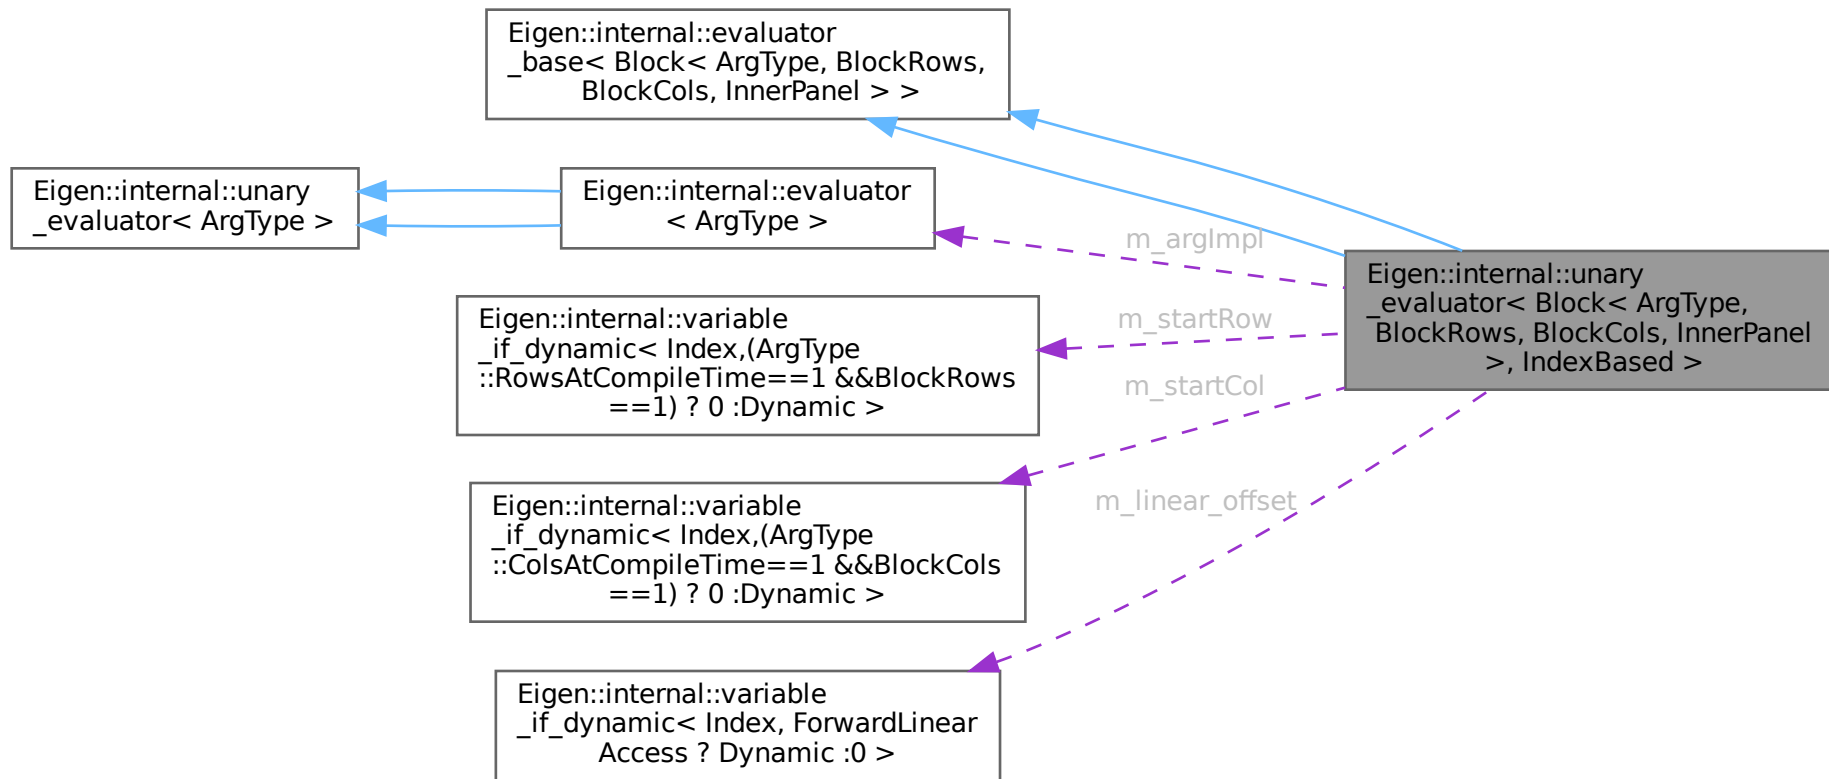 Eigen::internal::evaluator
_base< Block< ArgType, BlockRows,
BlockCols, InnerPanel > >
Eigen::internal::unary
_evaluator< ArgType >
Eigen::internal::evaluator
< ArgType >
m_argImpl
Eigen::internal::unary
_evaluator< Block< ArgType,
BlockRows, BlockCols, InnerPanel
>, IndexBased >
Eigen::internal::variable
_if_dynamic< Index,(ArgType
::RowsAtCompileTime==1 &&BlockRows
==1) ? 0 :Dynamic >
m_startRow
m_startCol
Eigen::internal::variable
_if_dynamic< Index,(ArgType
::ColsAtCompileTime==1 &&BlockCols
==1) ? 0 :Dynamic >
m_linear_offset
Eigen::internal::variable
_if_dynamic< Index, ForwardLinear
Access ? Dynamic :0 >